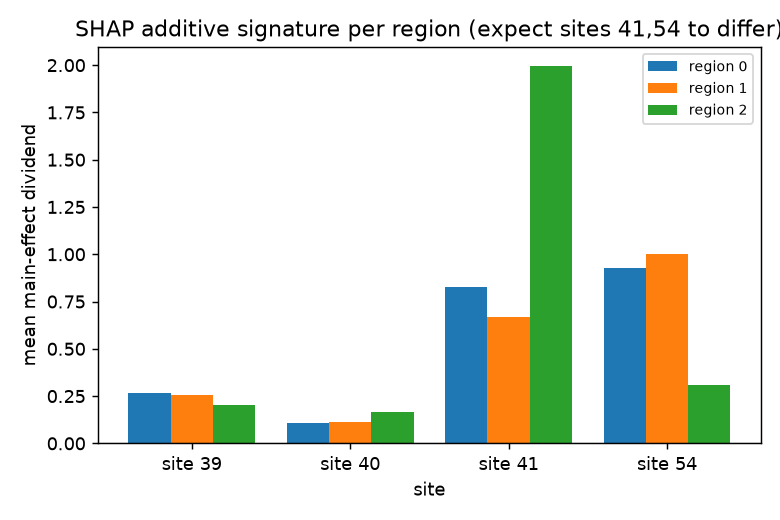 SHAP additive signature per region (expect sites 41,54 to differ)
region 0
region 1
region 2
2.00
1.75
1.50
1.25
1.00
0.75
0.50
0.25
0.00
mean main-effect dividend
site 39
site 40
site 41
site 54
site